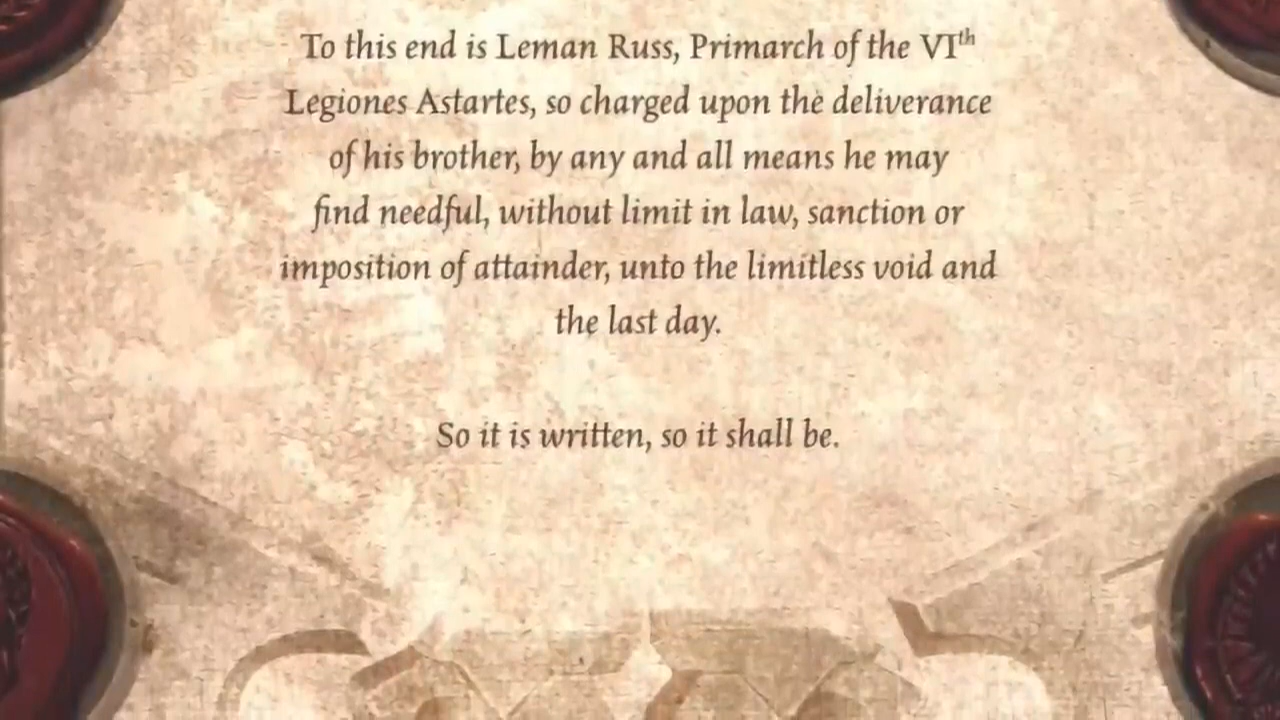 To this end is Leman Russ, Primarch of the VIth
Legiones Astartes, so charged upon the deliverance
of his brother, by any and all means he may
find needful, without limit in law, sanction or
imposition of attainder, unto the limitless void and
the last day.
So it is written, so it shall be.